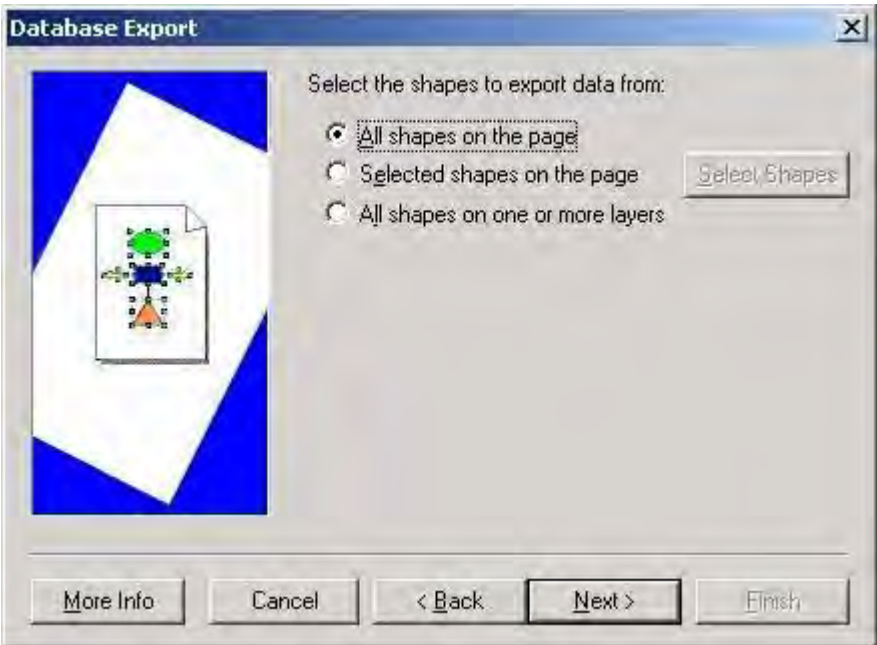 Database Export
Select the shapes to export data from:
All shapes on the page
Selected shapes on the page
Select Shapes
All shapes on one or more layers
More Info
Cancel
< Back
Next >
Finish